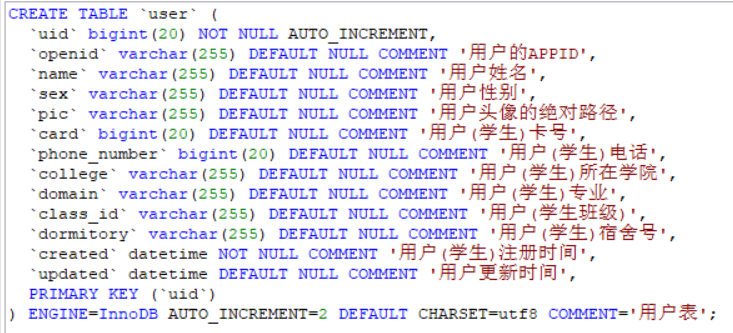 CREATE TABLE `user` (
  `uid` bigint(20) NOT NULL AUTO_INCREMENT,
  `openid` varchar(255) DEFAULT NULL COMMENT '用户的APPID',
  `name` varchar(255) DEFAULT NULL COMMENT '用户姓名',
  `sex` varchar(255) DEFAULT NULL COMMENT '用户性别',
  `pic` varchar(255) DEFAULT NULL COMMENT '用户头像的绝对路径',
  `card` bigint(20) DEFAULT NULL COMMENT '用户(学生)卡号',
  `phone_number` bigint(20) DEFAULT NULL COMMENT '用户(学生)电话',
  `college` varchar(255) DEFAULT NULL COMMENT '用户(学生)所在学院',
  `domain` varchar(255) DEFAULT NULL COMMENT '用户(学生)专业',
  `class_id` varchar(255) DEFAULT NULL COMMENT '用户(学生班级)',
  `dormitory` varchar(255) DEFAULT NULL COMMENT '用户(学生)宿舍号',
  `created` datetime NOT NULL COMMENT '用户(学生)注册时间',
  `updated` datetime DEFAULT NULL COMMENT '用户更新时间',
  PRIMARY KEY (`uid`)
) ENGINE=InnoDB AUTO_INCREMENT=2 DEFAULT CHARSET=utf8 COMMENT='用户表';